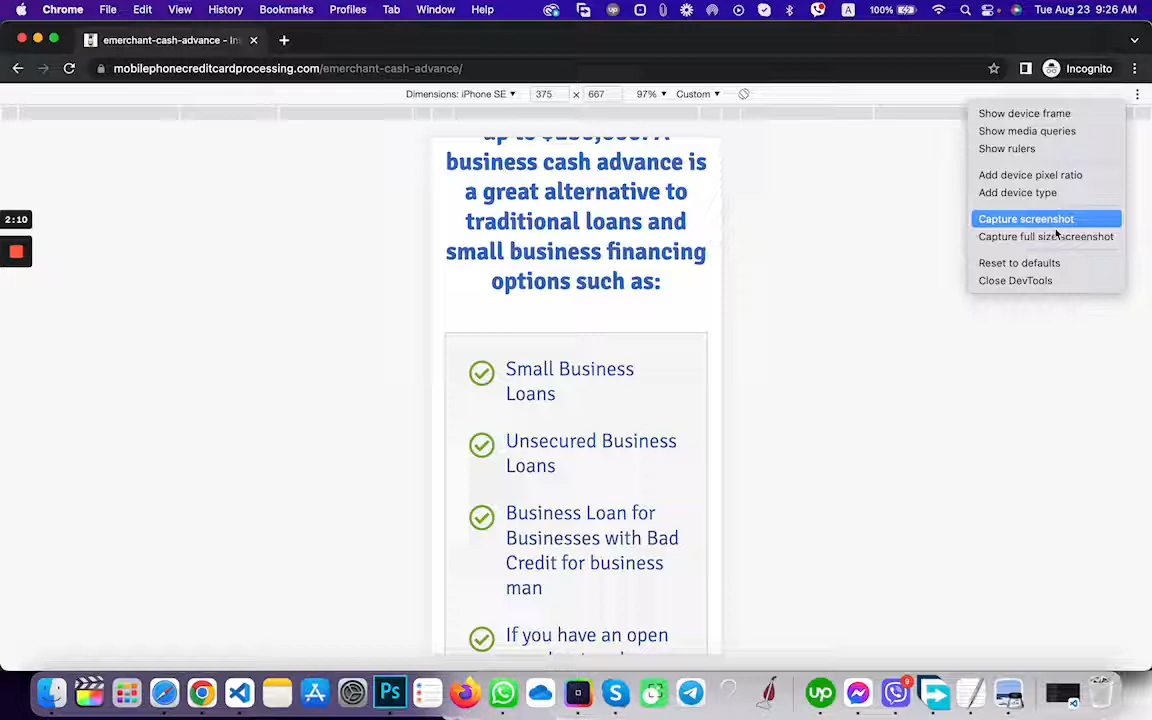 Chrome File Edit View History Bookmarks Profiles Tab Window Help 100% Tue Aug 23 9:26 AM
emerchant-cash-advance - In
mobilephonecreditcardprocessing.com/emerchant-cash-advance/ Incognito
Dimensions: iPhone SE 375 × 667 97% Custom
Show device frame
Show media queries
Show rulers
Add device pixel ratio
Add device type
Capture screenshot
Capture full size screenshot
Reset to defaults
Close DevTools
2:10
business cash advance is
a great alternative to
traditional loans and
small business financing
options such as:
Small Business
Loans
Unsecured Business
Loans
Business Loan for
Businesses with Bad
Credit for business
man
If you have an open
Ps
up
9